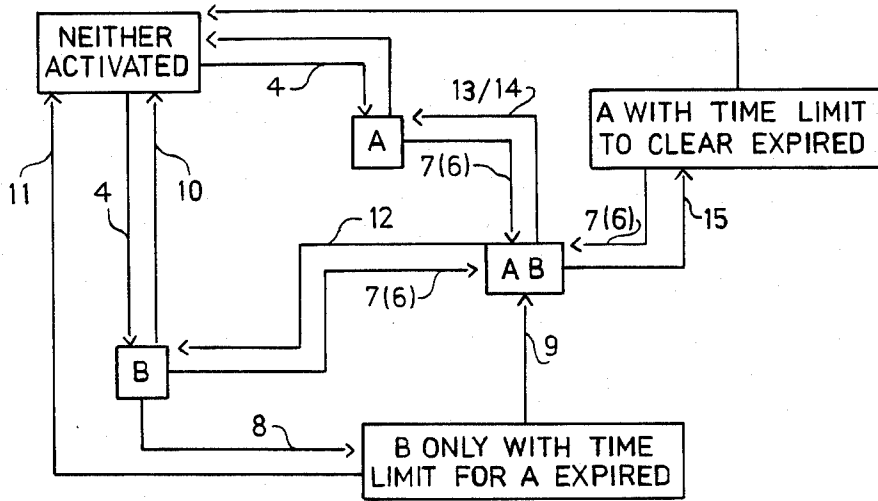 NEITHER
ACTIVATED
4
13/14
A WITH TIME LIMIT
TO CLEAR EXPIRED
A
11
4
10
7(6)
7(6)
15
12
A B
7(6)
9
B
8
B ONLY WITH TIME
LIMIT FOR A EXPIRED